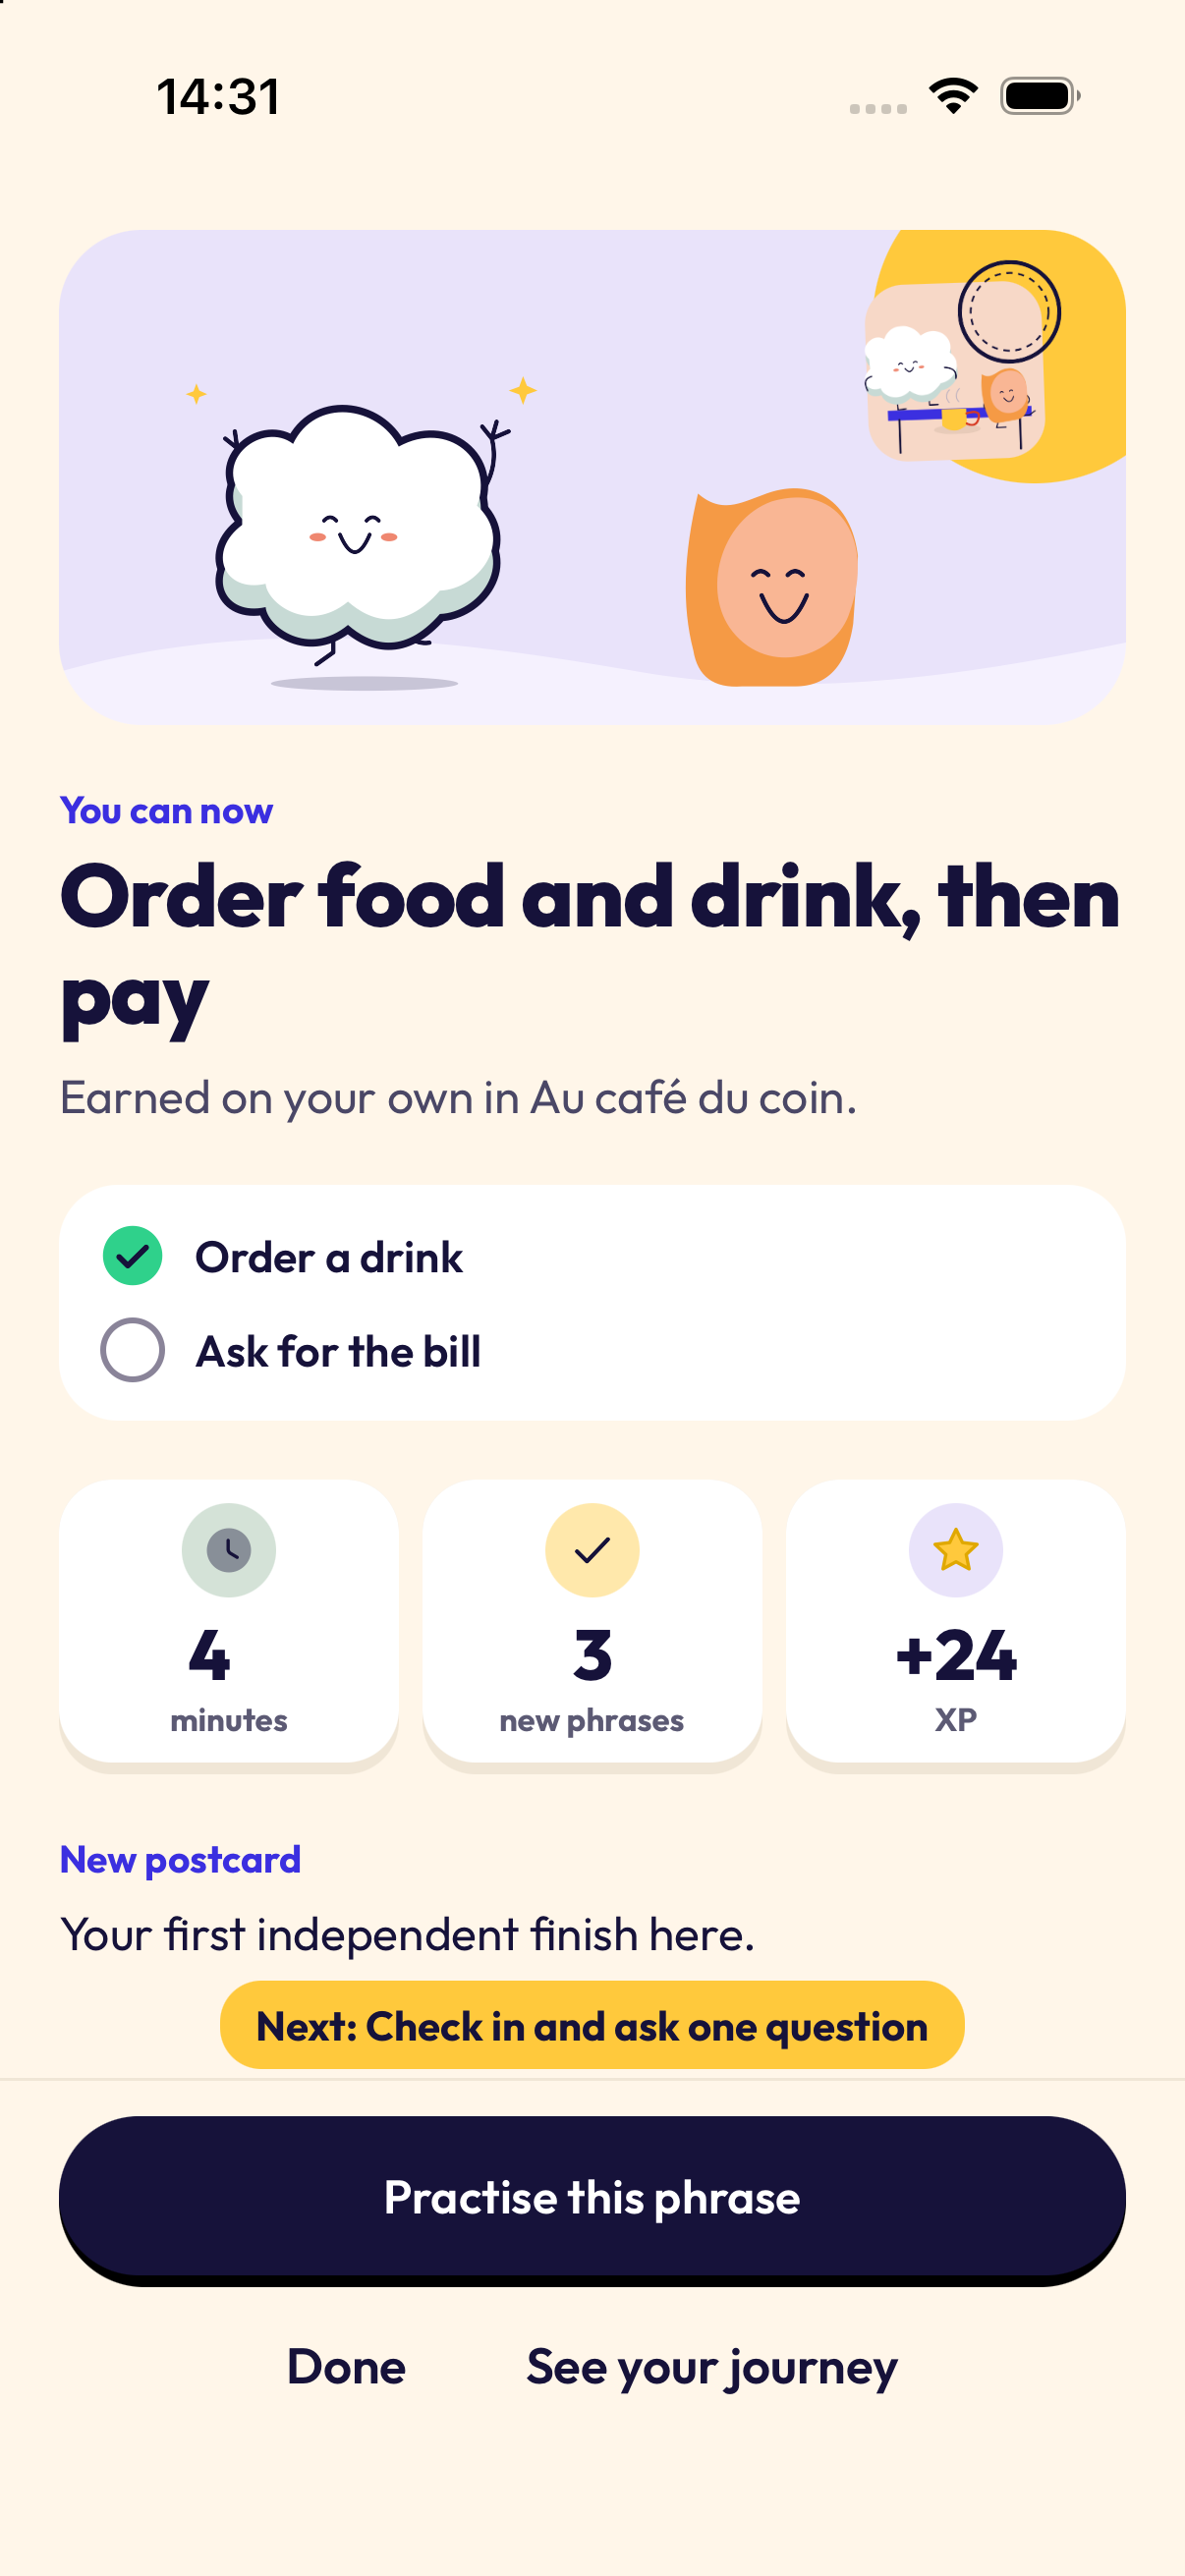 14:31
You can now
Order food and drink, then
pay
Earned on your own in Au café du coin.
Order a drink
Ask for the bill
4
minutes
3
new phrases
+24
XP
New postcard
Your first independent finish here.
Next: Check in and ask one question
Practise this phrase
Done
See your journey